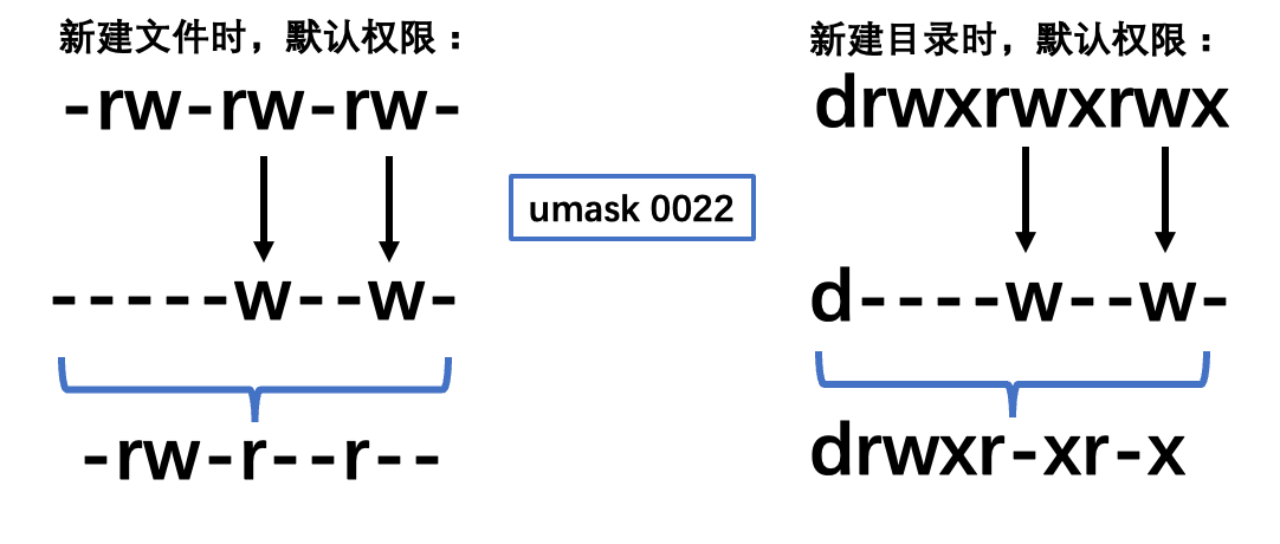 新建文件时，默认权限：
-rw-rw-rw-
-----w--w-
-rw-r--r--
umask 0022
新建目录时，默认权限：
drwxrwxrwx
d----w--w-
drwxr-xr-x